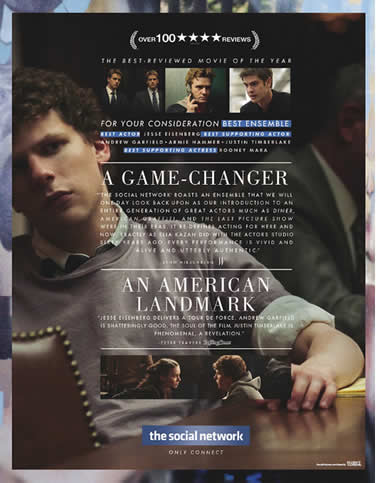 OVER 100 ★★★★ REVIEWS
THE BEST-REVIEWED MOVIE OF THE YEAR
FOR YOUR CONSIDERATION BEST ENSEMBLE
BEST ACTOR JESSE EISENBERG BEST SUPPORTING ACTOR
ANDREW GARFIELD • ARMIE HAMMER • JUSTIN TIMBERLAKE
BEST SUPPORTING ACTRESS ROONEY MARA
A GAME-CHANGER
"THE SOCIAL NETWORK BOASTS AN ENSEMBLE THAT WE WILL
ONE DAY LOOK BACK UPON AS OUR INTRODUCTION TO AN
ENTIRE GENERATION OF GREAT ACTORS MUCH AS DINER,
AMERICAN GRAFFITI, AND THE LAST PICTURE SHOW
WERE IN THEIR ERAS. IT RE-DEFINES ACTING FOR HERE AND
NOW, EXACTLY AS ELIA KAZAN DID WITH THE ACTORS STUDIO
SIXTY YEARS AGO. EVERY PERFORMANCE IS VIVID AND
ALIVE AND UTTERLY AUTHENTIC."
AN AMERICAN
LANDMARK
"JESSE EISENBERG DELIVERS A TOUR DE FORCE. ANDREW GARFIELD
IS SHATTERINGLY GOOD, THE SOUL OF THE FILM. JUSTIN TIMBERLAKE IS
PHENOMENAL, A REVELATION."
-PETER TRAVERS Rolling Stone
the social network
ONLY CONNECT